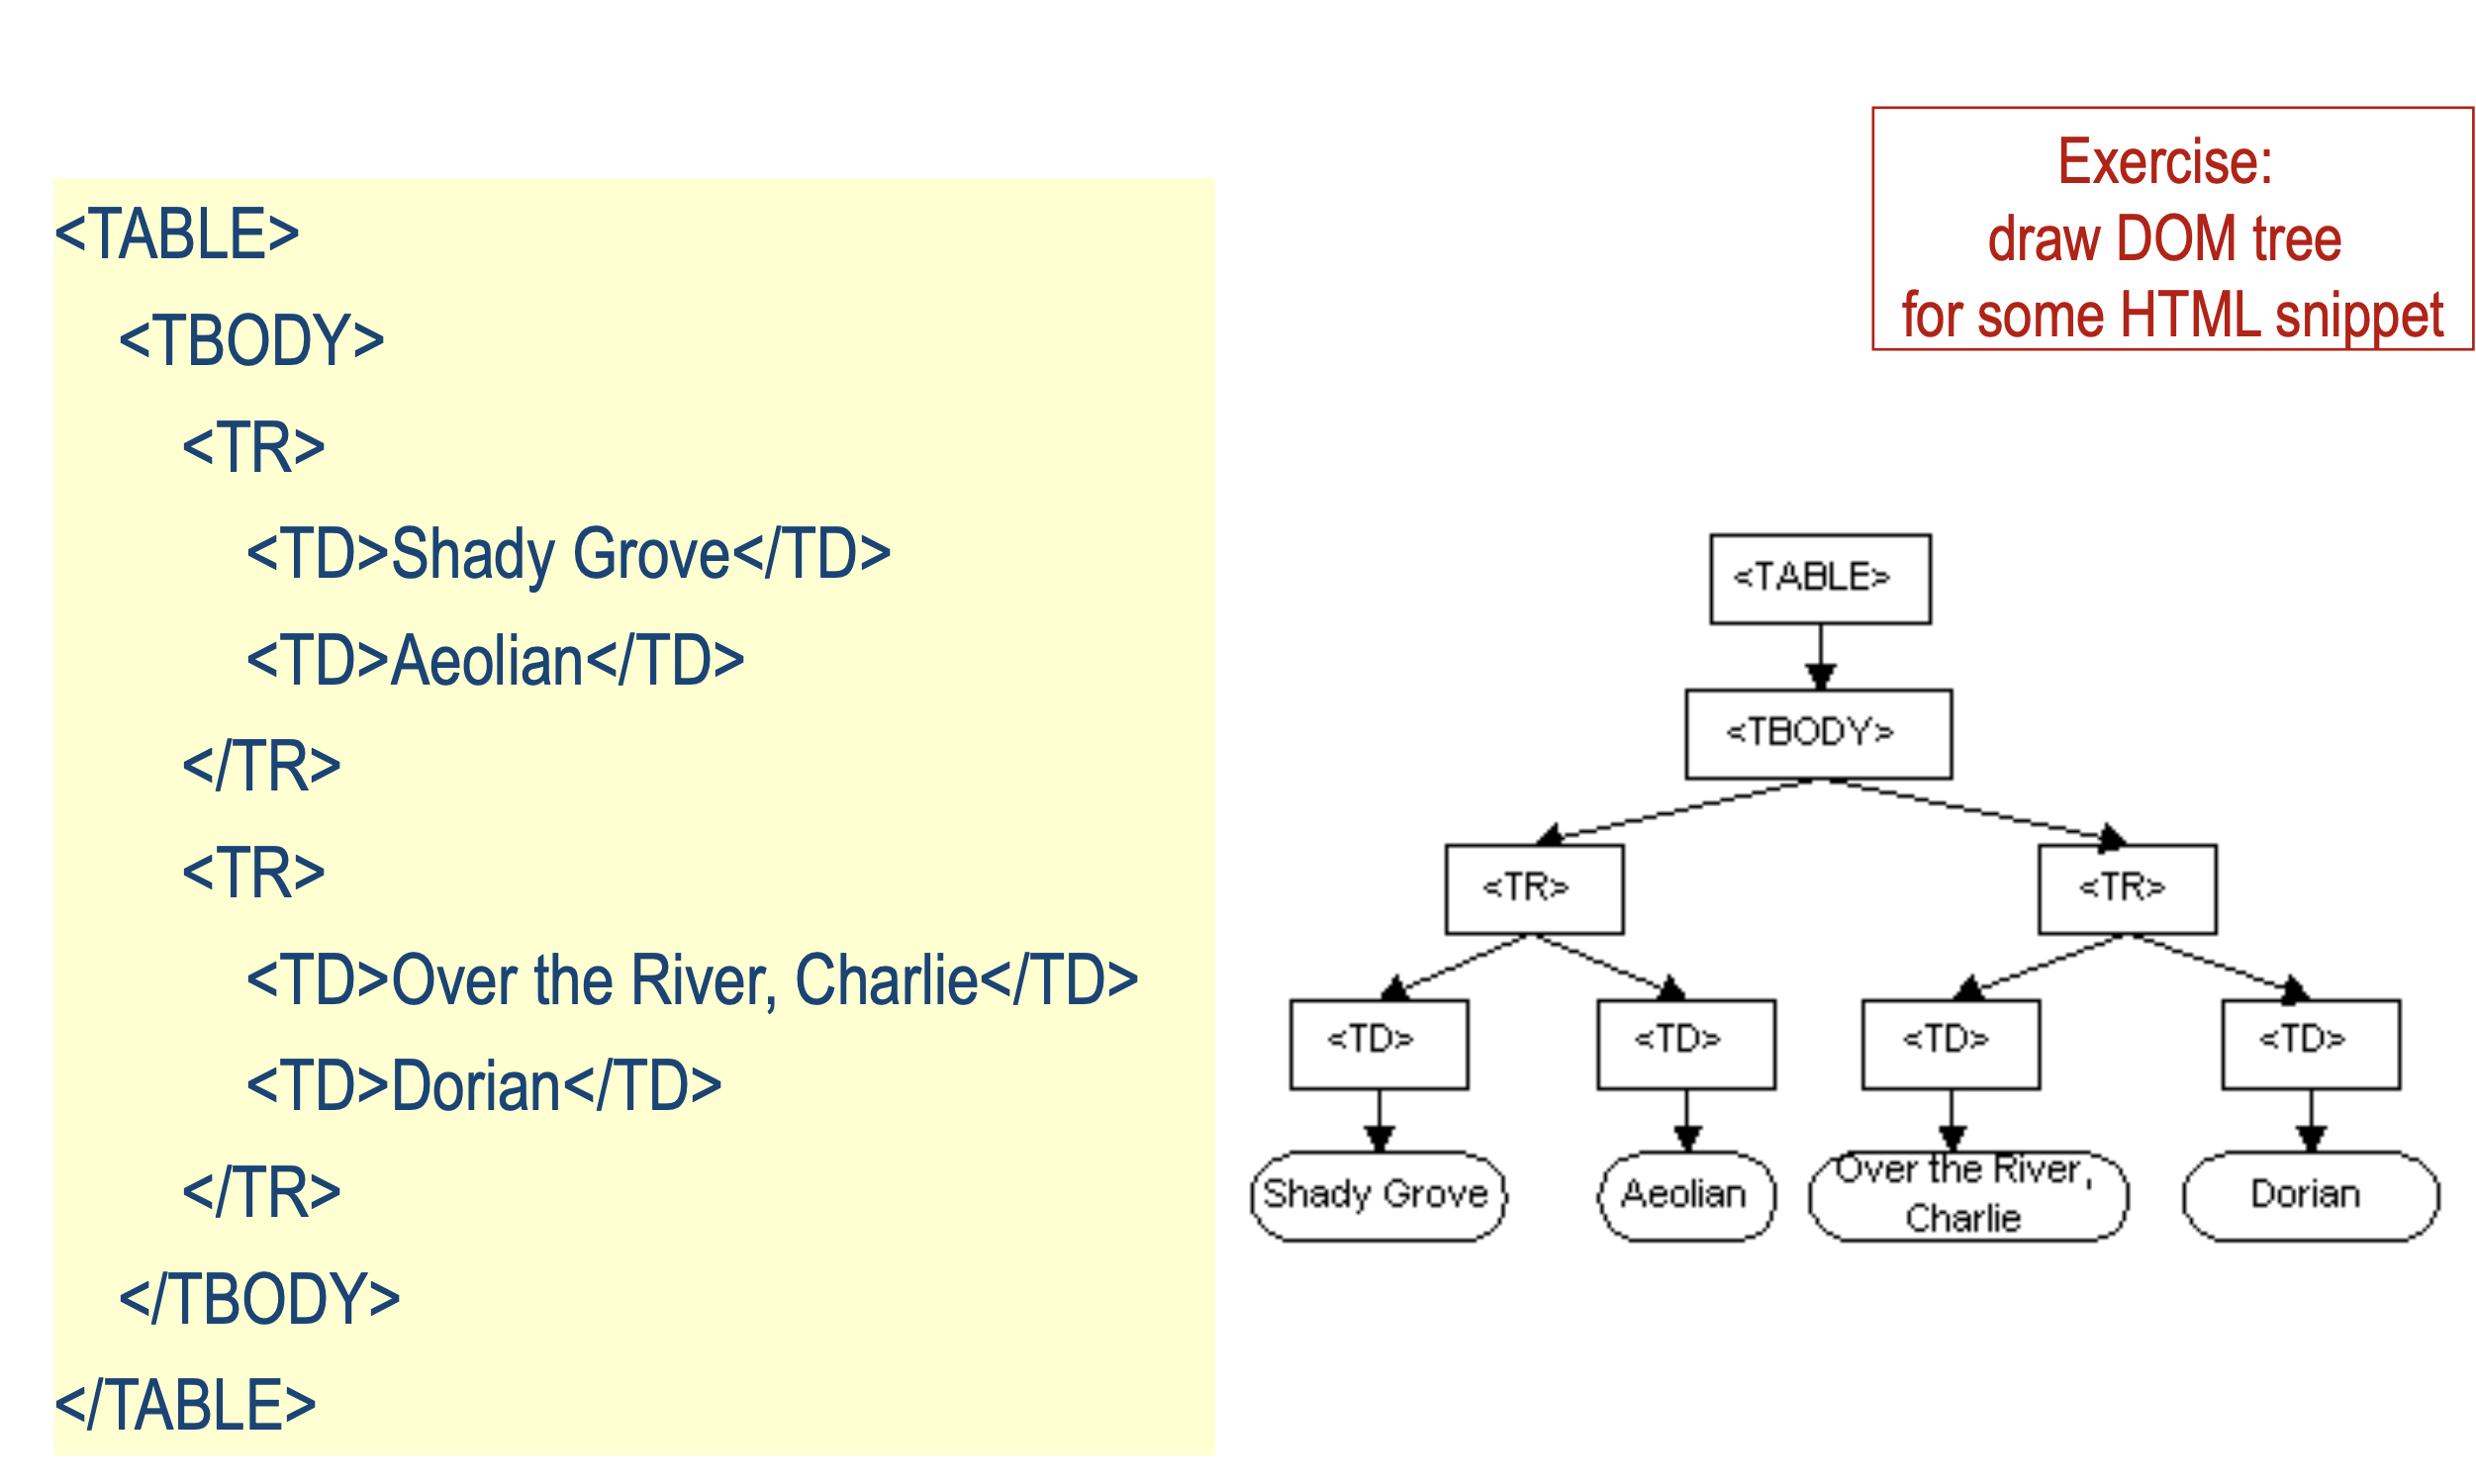 Exercise:
draw DOM tree
for some HTML snippet
<TABLE>
<TBODY>
<TR>
<TD>Shady Grove</TD>
<TD>Aeolian</TD>
</TR>
<TR>
<TD>Over the River, Charlie</TD>
<TD>Dorian</TD>
</TR>
</TBODY>
</TABLE>
<TABLE>
<TBODY>
<TR>
<TR>
<TD>
<TD>
<TD>
<TD>
Shady Grove
Aeolian
Over the River,
Charlie
Dorian